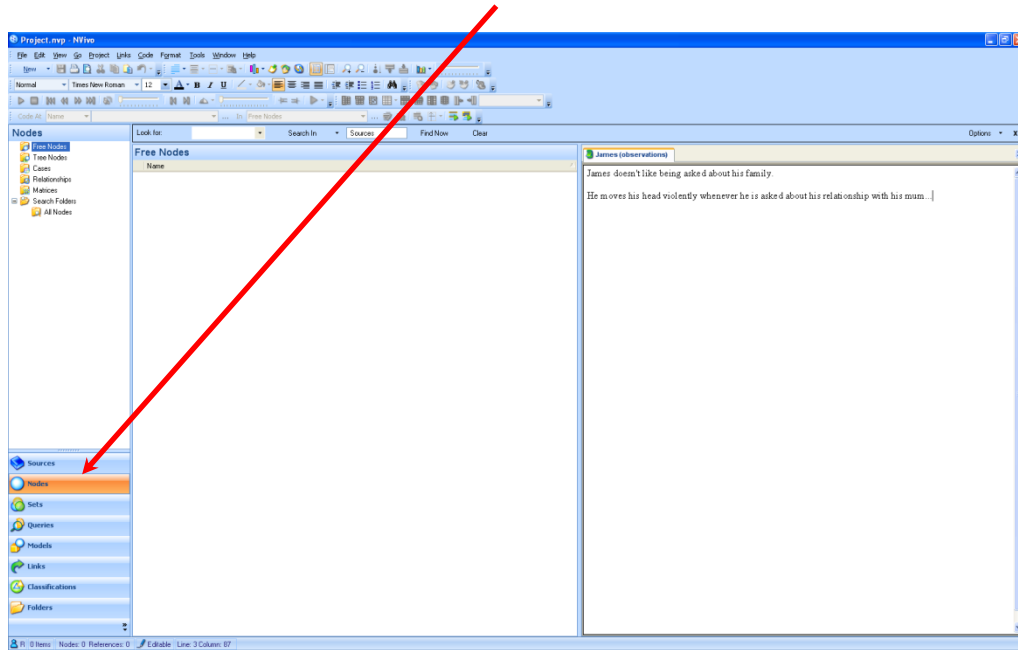 Project.nvp - NVivo
File Edit View Go Project Links Code Format Tools Window Help
New
Normal Times New Roman 12 A B I U
Code At Name In Free Nodes
Nodes Look for: Search In Sources Find Now Clear Options x
Free Nodes
Tree Nodes
Cases
Relationships
Matrices
Search Folders
All Nodes
Free Nodes
Name
James (observations)
James doesn't like being asked about his family.
He moves his head violently whenever he is asked about his relationship with his mum...
Sources
Nodes
Sets
Queries
Models
Links
Classifications
Folders
R 0 Items Nodes: 0 References: 0 Editable Line: 3 Column: 87